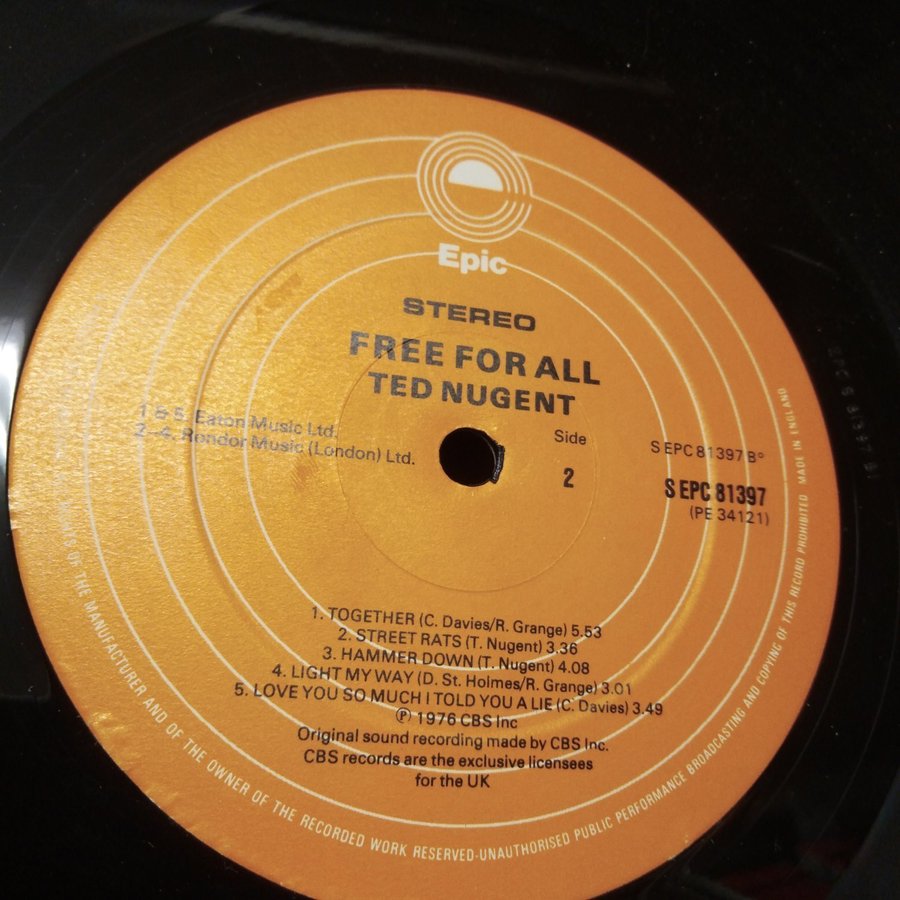 Epic
STEREO
FREE FOR ALL
TED NUGENT
1 & 5. Eaton Music Ltd.
2-4. Rondor Music (London) Ltd.
Side
2
S EPC 81397 B°
S EPC 81397
(PE 34121)
1. TOGETHER (C. Davies/R. Grange) 5.53
2. STREET RATS (T. Nugent) 3.36
3. HAMMER DOWN (T. Nugent) 4.08
4. LIGHT MY WAY (D. St. Holmes/R. Grange) 3.01
5. LOVE YOU SO MUCH I TOLD YOU A LIE (C. Davies) 3.49
℗ 1976 CBS Inc
Original sound recording made by CBS Inc.
CBS records are the exclusive licensees
for the UK
OF THE MANUFACTURER AND OF THE OWNER OF THE RECORDED WORK RESERVED-UNAUTHORISED PUBLIC PERFORMANCE BROADCASTING AND COPYING OF THIS RECORD PROHIBITED MADE IN ENGLAND